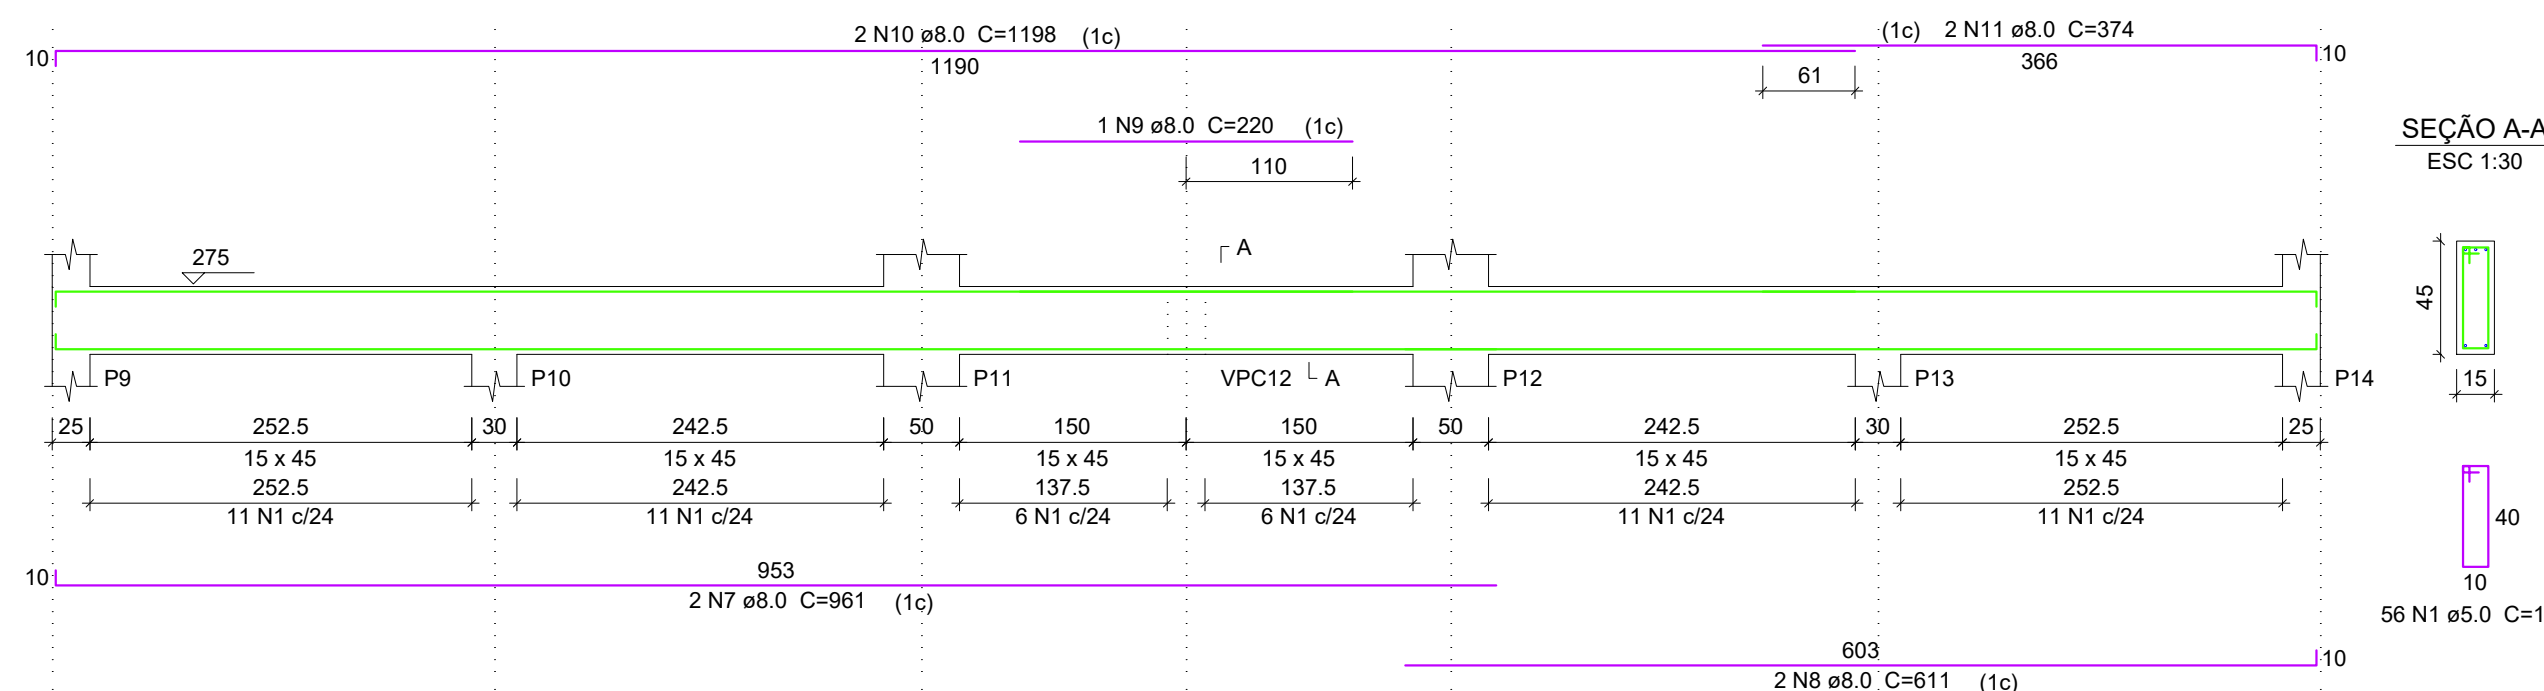 2 N10 ø8.0 C=1198 (1c)
(1c) 2 N11 ø8.0 C=374
10
1190
366
10
61
1 N9 ø8.0 C=220 (1c)
110
SEÇÃO A-A
ESC 1:30
275
A
45
15
P9
P10
P11
VPC12
A
P12
P13
P14
25
252.5
30
242.5
50
150
150
50
242.5
30
252.5
25
15 x 45
15 x 45
15 x 45
15 x 45
15 x 45
15 x 45
252.5
242.5
137.5
137.5
242.5
252.5
11 N1 c/24
11 N1 c/24
6 N1 c/24
6 N1 c/24
11 N1 c/24
11 N1 c/24
40
10
56 N1 ø5.0 C=1
10
953
2 N7 ø8.0 C=961 (1c)
603
10
2 N8 ø8.0 C=611 (1c)